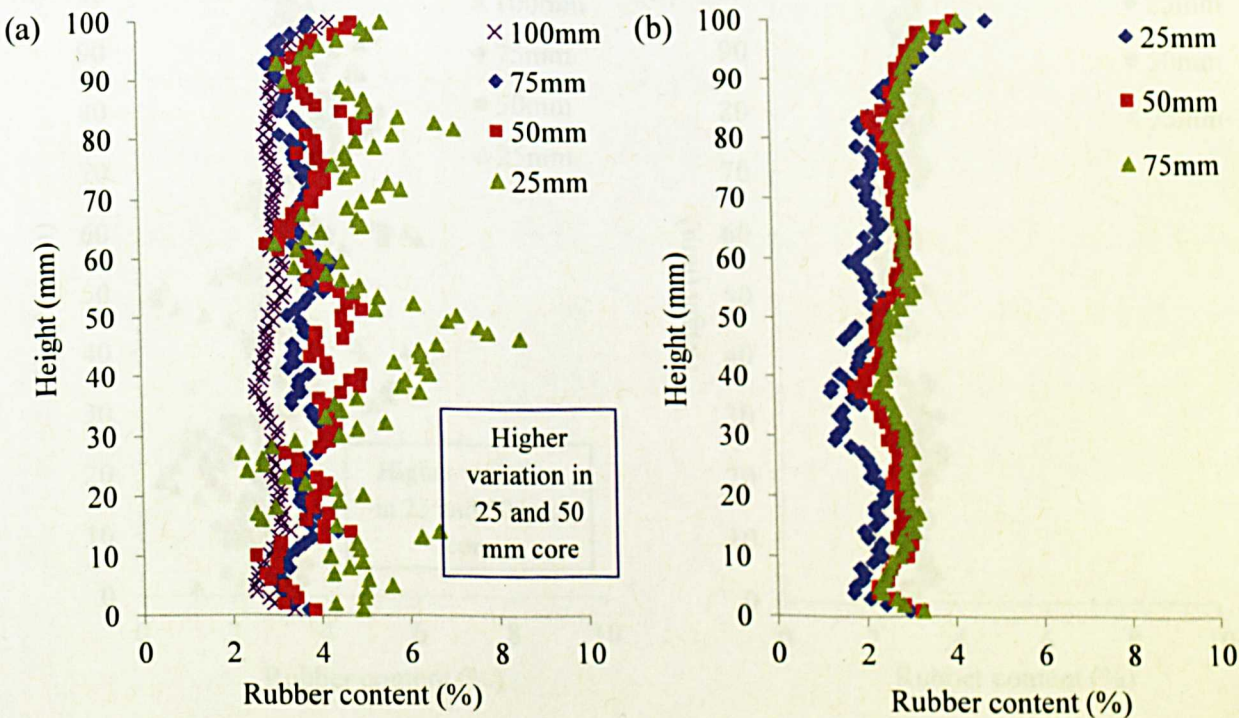 (a)
100
90
80
70
60
50
40
30
20
10
0
Height (mm)
0 2 4 6 8 10
Rubber content (%)
100mm
75mm
50mm
25mm
Higher
variation in
25 and 50
mm core
(b)
100
90
80
70
60
50
40
30
20
10
0
Height (mm)
0 2 4 6 8 10
Rubber content (%)
25mm
50mm
75mm